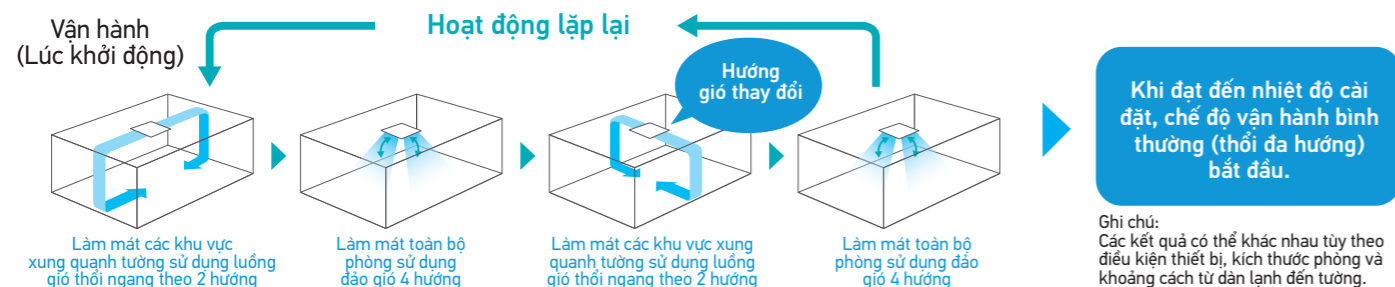 Vận hành
(Lúc khởi động)
Hoạt động lặp lại
Hướng
gió thay đổi
Làm mát các khu vực
xung quanh tường sử dụng luồng
gió thổi ngang theo 2 hướng
Làm mát toàn bộ
phòng sử dụng
đảo gió 4 hướng
Làm mát các khu vực xung
quanh tường sử dụng luồng
gió thổi ngang theo 2 hướng
Làm mát toàn bộ
phòng sử dụng đảo
gió 4 hướng
Khi đạt đến nhiệt độ cài
đặt, chế độ vận hành bình
thường (thổi đa hướng)
bắt đầu.
Ghi chú:
Các kết quả có thể khác nhau tùy theo
điều kiện thiết bị, kích thước phòng và
khoảng cách từ dàn lạnh đến tường.